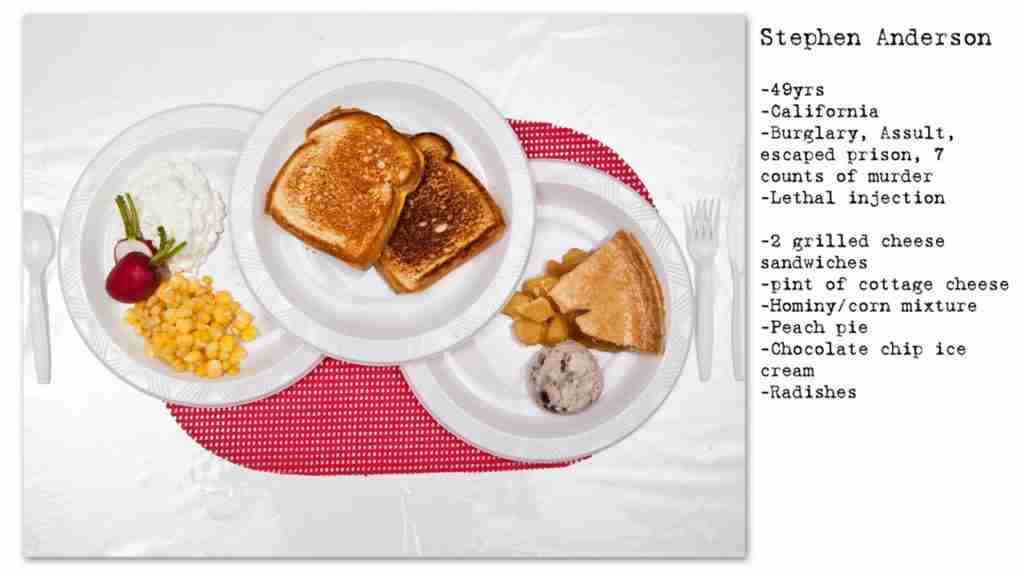 Stephen Anderson
-49yrs
-California
-Burglary, Assult,
escaped prison, 7
counts of murder
-Lethal injection
-2 grilled cheese
sandwiches
-pint of cottage cheese
-Hominy/corn mixture
-Peach pie
-Chocolate chip ice
cream
-Radishes